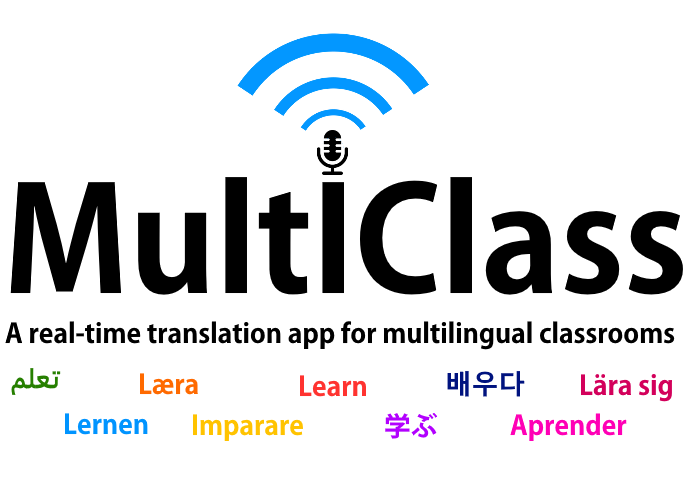 MultiClass
A real-time translation app for multilingual classrooms
تعلم Læra Learn 배우다 Lära sig
Lernen Imparare 学ぶ Aprender